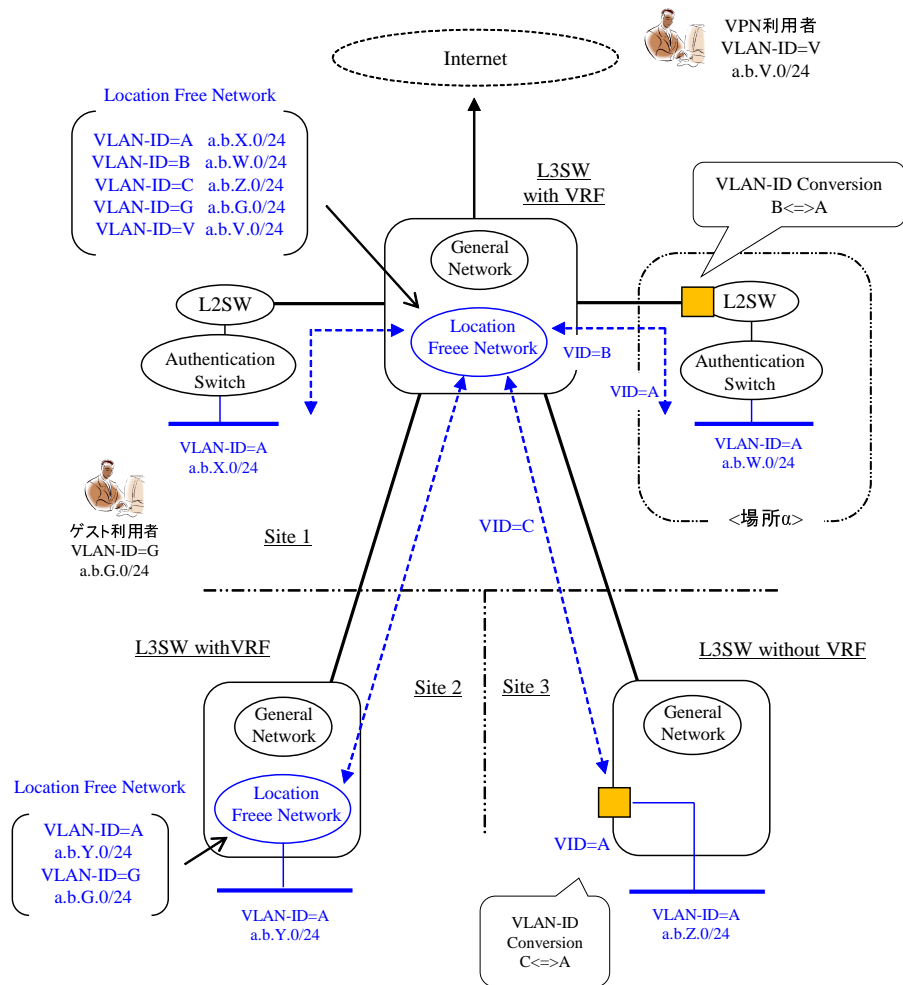 VPN利用者
VLAN-ID=V
a.b.V.0/24
Internet
Location Free Network
VLAN-ID=A a.b.X.0/24
VLAN-ID=B a.b.W.0/24
VLAN-ID=C a.b.Z.0/24
VLAN-ID=G a.b.G.0/24
VLAN-ID=V a.b.V.0/24
L3SW
with VRF
VLAN-ID Conversion
B<=>A
General
Network
L2SW
L2SW
Location
Freee Network
VID=B
Authentication
Switch
Authentication
Switch
VID=A
VLAN-ID=A
a.b.X.0/24
VLAN-ID=A
a.b.W.0/24
ゲスト利用者
VLAN-ID=G
a.b.G.0/24
Site 1
VID=C
<場所α>
L3SW withVRF
Site 2
Site 3
L3SW without VRF
General
Network
General
Network
Location Free Network
VLAN-ID=A
a.b.Y.0/24
VLAN-ID=G
a.b.G.0/24
Location
Freee Network
VID=A
VLAN-ID=A
a.b.Y.0/24
VLAN-ID
Conversion
C<=>A
VLAN-ID=A
a.b.Z.0/24